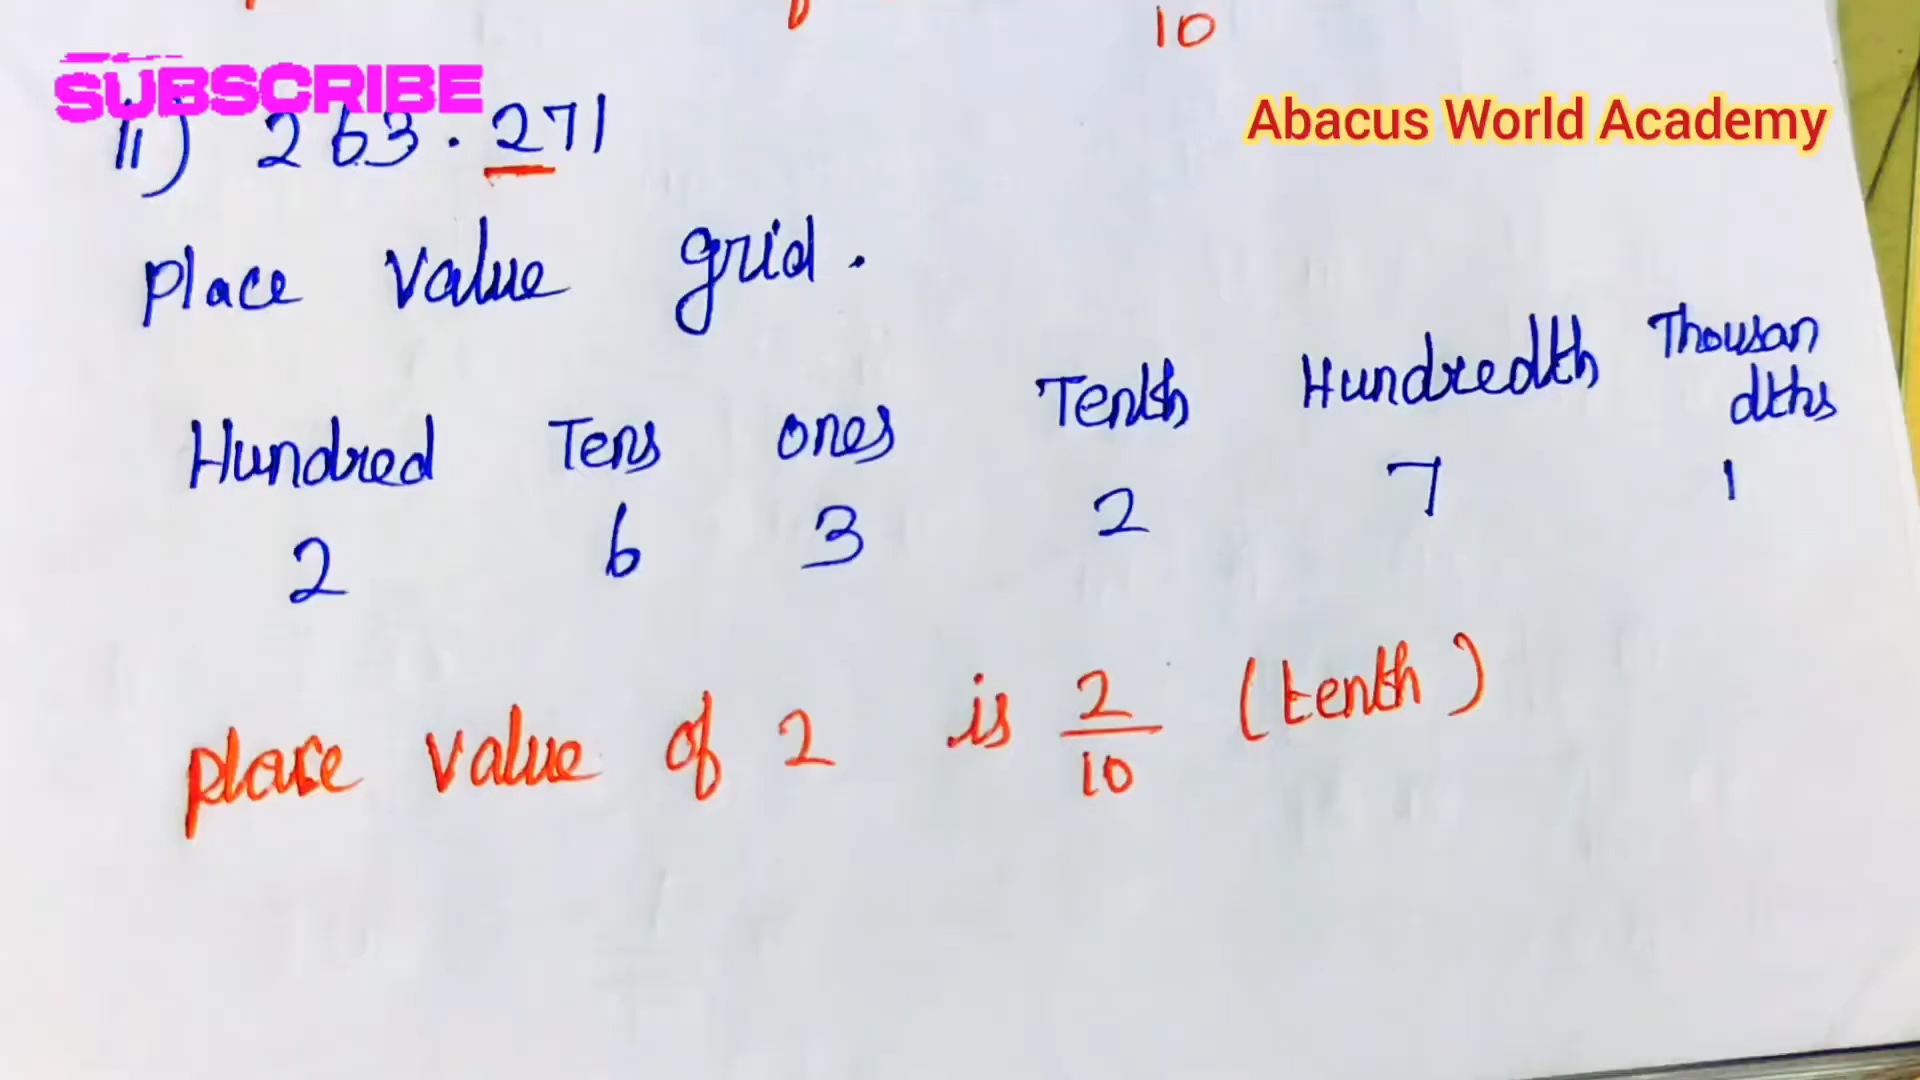 10
SUBSCRIBE
Abacus World Academy
ii) 263.271
Place Value grid.
Hundred Tens ones Tenth Hundredth Thousan
dths
2 6 3 2 7 1
place value of 2 is 2/10 (tenth)